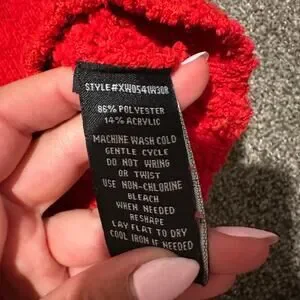 STYLE#XW0541W30R
86% POLYESTER
14% ACRYLIC
MACHINE WASH COLD
GENTLE CYCLE
DO NOT WRING
OR TWIST
USE NON-CHLORINE
BLEACH
WHEN NEEDED
RESHAPE
LAY FLAT TO DRY
COOL IRON IF NEEDED